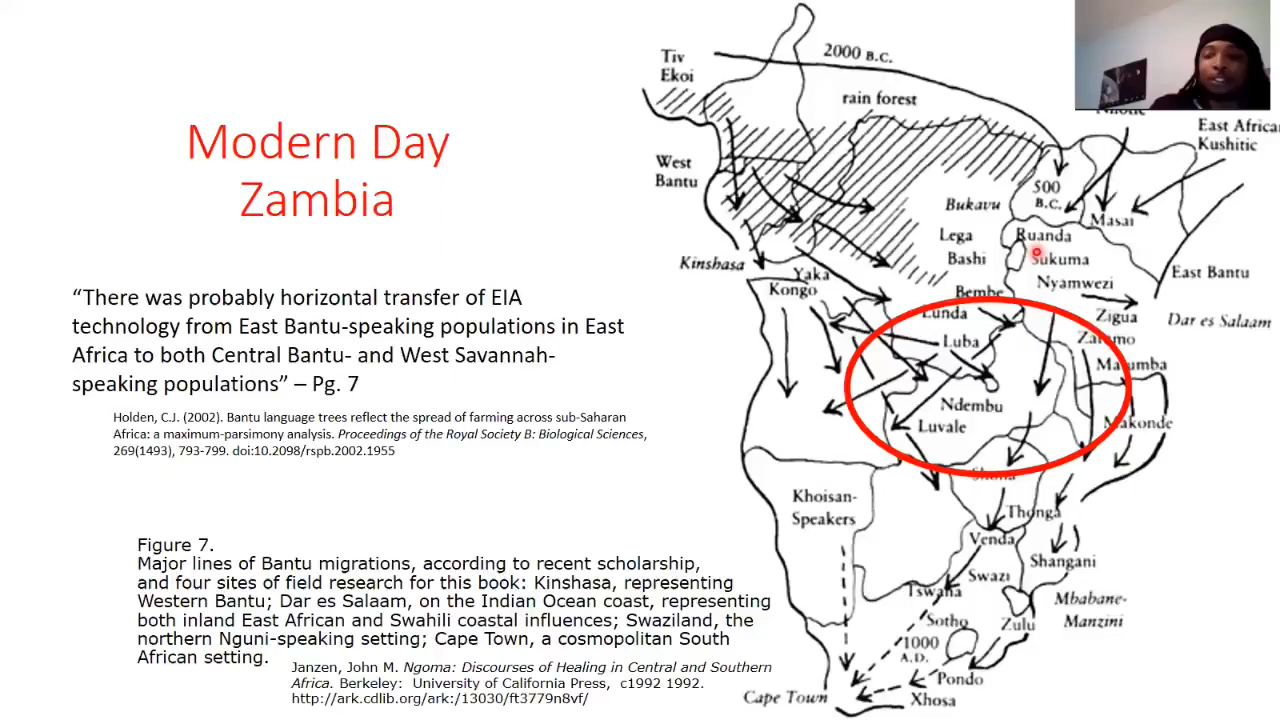 Modern Day
Zambia
“There was probably horizontal transfer of EIA
technology from East Bantu-speaking populations in East
Africa to both Central Bantu- and West Savannah-
speaking populations” – Pg. 7
Holden, C.J. (2002). Bantu language trees reflect the spread of farming across sub-Saharan
Africa: a maximum-parsimony analysis. Proceedings of the Royal Society B: Biological Sciences,
269(1493), 793-799. doi:10.2098/rspb.2002.1955
Figure 7.
Major lines of Bantu migrations, according to recent scholarship,
and four sites of field research for this book: Kinshasa, representing
Western Bantu; Dar es Salaam, on the Indian Ocean coast, representing
both inland East African and Swahili coastal influences; Swaziland, the
northern Nguni-speaking setting; Cape Town, a cosmopolitan South
African setting.
Janzen, John M. Ngoma: Discourses of Healing in Central and Southern
Africa. Berkeley: University of California Press, c1992 1992.
http://ark.cdlib.org/ark:/13030/ft3779n8vf/
Tiv
Ekoi
2000 B.C.
rain forest
East African
Kushitic
West
Bantu
500
B.C.
Bukavu
Masai
Lega
Ruanda
Bashi
Sukuma
Kinshasa
Yaka
Kongo
East Bantu
Nyamwezi
Bembe
Lunda
Zigua
Dar es Salaam
Luba
Zaramo
Matumba
Ndembu
Makonde
Luvale
Shona
Khoisan-
Speakers
Thonga
Venda
Shangani
Swazi
Tswana
Mbabane-
Manzini
Sotho
Zulu
1000
A.D.
Pondo
Cape Town
Xhosa